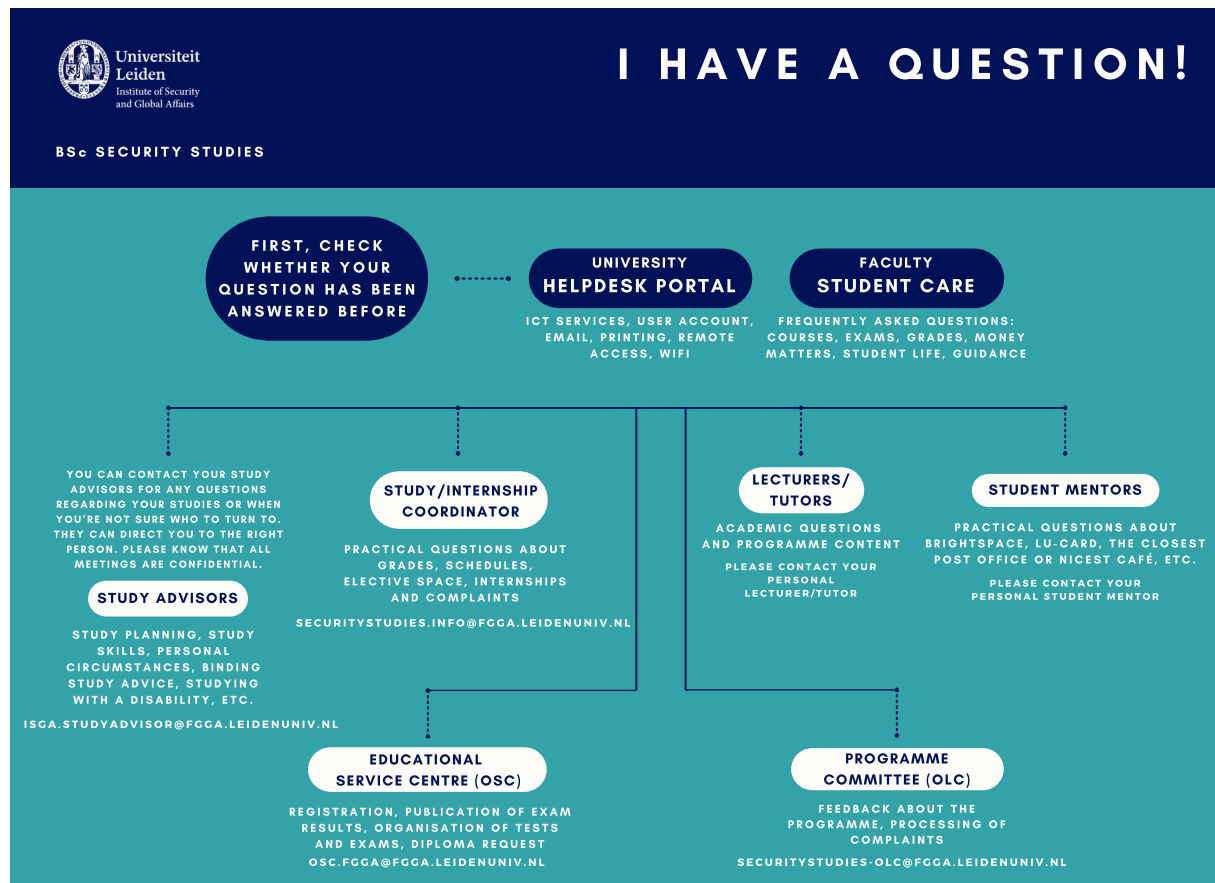 Universiteit
Leiden
Institute of Security
and Global Affairs
I HAVE A QUESTION!
BSc SECURITY STUDIES
FIRST, CHECK
WHETHER YOUR
QUESTION HAS BEEN
ANSWERED BEFORE
UNIVERSITY
HELPDESK PORTAL
ICT SERVICES, USER ACCOUNT,
EMAIL, PRINTING, REMOTE
ACCESS, WIFI
FACULTY
STUDENT CARE
FREQUENTLY ASKED QUESTIONS:
COURSES, EXAMS, GRADES, MONEY
MATTERS, STUDENT LIFE, GUIDANCE
YOU CAN CONTACT YOUR STUDY
ADVISORS FOR ANY QUESTIONS
REGARDING YOUR STUDIES OR WHEN
YOU'RE NOT SURE WHO TO TURN TO.
THEY CAN DIRECT YOU TO THE RIGHT
PERSON. PLEASE KNOW THAT ALL
MEETINGS ARE CONFIDENTIAL.
STUDY ADVISORS
STUDY PLANNING, STUDY
SKILLS, PERSONAL
CIRCUMSTANCES, BINDING
STUDY ADVICE, STUDYING
WITH A DISABILITY, ETC.
ISGA.STUDYADVISOR@FGGA.LEIDENUNIV.NL
STUDY/INTERNSHIP
COORDINATOR
PRACTICAL QUESTIONS ABOUT
GRADES, SCHEDULES,
ELECTIVE SPACE, INTERNSHIPS
AND COMPLAINTS
SECURITYSTUDIES.INFO@FGGA.LEIDENUNIV.NL
LECTURERS/
TUTORS
ACADEMIC QUESTIONS
AND PROGRAMME CONTENT
PLEASE CONTACT YOUR
PERSONAL
LECTURER/TUTOR
STUDENT MENTORS
PRACTICAL QUESTIONS ABOUT
BRIGHTSPACE, LU-CARD, THE CLOSEST
POST OFFICE OR NICEST CAFÉ, ETC.
PLEASE CONTACT YOUR
PERSONAL STUDENT MENTOR
EDUCATIONAL
SERVICE CENTRE (OSC)
REGISTRATION, PUBLICATION OF EXAM
RESULTS, ORGANISATION OF TESTS
AND EXAMS, DIPLOMA REQUEST
OSC.FGGA@FGGA.LEIDENUNIV.NL
PROGRAMME
COMMITTEE (OLC)
FEEDBACK ABOUT THE
PROGRAMME, PROCESSING OF
COMPLAINTS
SECURITYSTUDIES-OLC@FGGA.LEIDENUNIV.NL